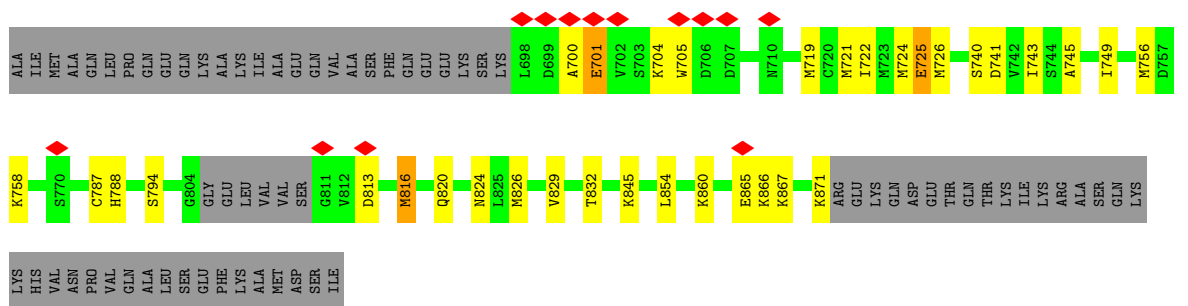 ALA ILE MET ALA GLN LEU PRO GLN GLU GLN LYS ALA LYS ILE ALA GLU GLN VAL ALA SER PHE GLN GLU GLU LYS SER LYS L698 D699 A700 E701 V702 S703 K704 W705 D706 D707 N710 M719 C720 M721 I722 M723 M724 E725 M726 S740 D741 V742 I743 S744 A745 I749 M756 D757
K758 S770 C787 H788 S794 G804 GLY GLU LEU VAL VAL SER G811 V812 D813 M816 Q820 N824 L825 M826 V829 T832 K845 L854 K860 E865 K866 K867 K871 ARG GLU LYS GLN ASP GLU THR GLN THR LYS ILE LYS ARG ALA SER GLN LYS
LYS HIS VAL ASN PRO VAL GLN ALA LEU SER GLU PHE LYS ALA MET ASP SER ILE